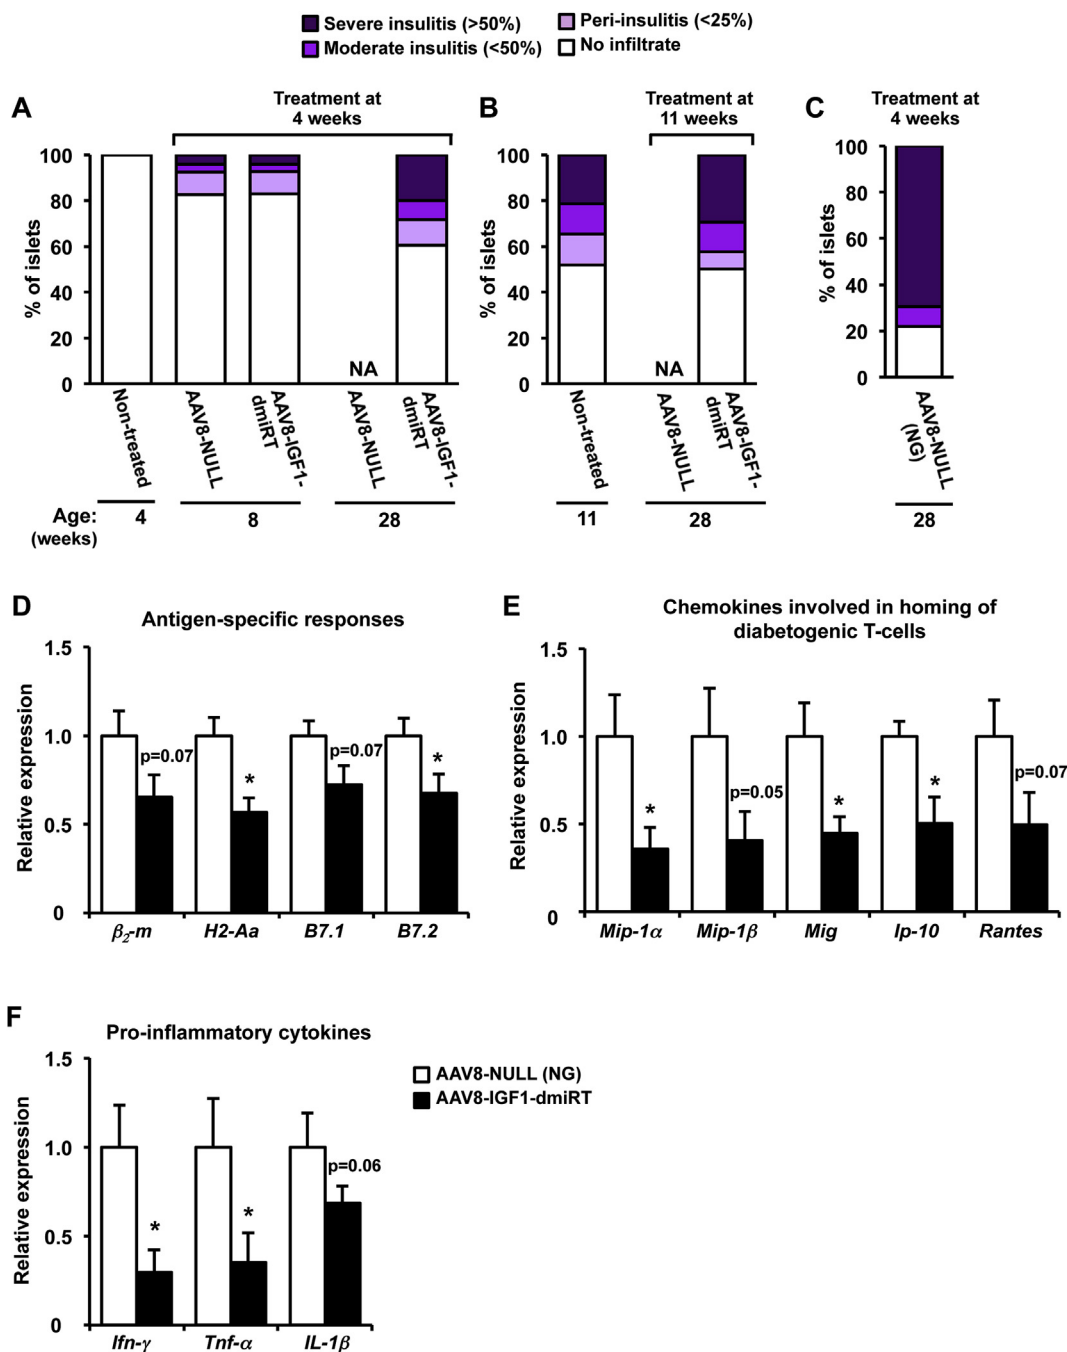 Severe insulitis (>50%)
Peri-insulitis (<25%)
Moderate insulitis (<50%)
No infiltrate
A
Treatment at
4 weeks
% of islets
100
80
60
40
20
0
NA
Non-treated
AAV8-NULL
AAV8-IGF1-
dmiRT
AAV8-NULL
AAV8-IGF1-
dmiRT
Age:
(weeks)
4
8
28
B
Treatment at
11 weeks
% of islets
100
80
60
40
20
0
NA
Non-treated
AAV8-NULL
AAV8-IGF1-
dmiRT
11
28
C
Treatment at
4 weeks
% of islets
100
80
60
40
20
0
AAV8-NULL
(NG)
28
D
Antigen-specific responses
Relative expression
1.5
1.0
0.5
0
p=0.07
*
p=0.07
*
β2-m
H2-Aa
B7.1
B7.2
E
Chemokines involved in homing of
diabetogenic T-cells
Relative expression
1.5
1.0
0.5
0
*
p=0.05
*
*
p=0.07
Mip-1α
Mip-1β
Mig
Ip-10
Rantes
F
Pro-inflammatory cytokines
Relative expression
1.5
1.0
0.5
0
*
*
p=0.06
Ifn-γ
Tnf-α
IL-1β
AAV8-NULL (NG)
AAV8-IGF1-dmiRT